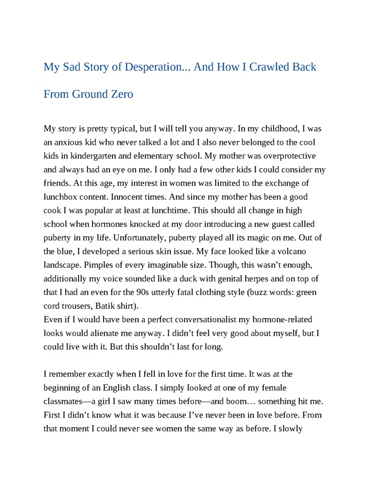 My Sad Story of Desperation... And How I Crawled Back
From Ground Zero
My story is pretty typical, but I will tell you anyway. In my childhood, I was
an anxious kid who never talked a lot and I also never belonged to the cool
kids in kindergarten and elementary school. My mother was overprotective
and always had an eye on me. I only had a few other kids I could consider my
friends. At this age, my interest in women was limited to the exchange of
lunchbox content. Innocent times. And since my mother has been a good
cook I was popular at least at lunchtime. This should all change in high
school when hormones knocked at my door introducing a new guest called
puberty in my life. Unfortunately, puberty played all its magic on me. Out of
the blue, I developed a serious skin issue. My face looked like a volcano
landscape. Pimples of every imaginable size. Though, this wasn’t enough,
additionally my voice sounded like a duck with genital herpes and on top of
that I had an even for the 90s utterly fatal clothing style (buzz words: green
cord trousers, Batik shirt).
Even if I would have been a perfect conversationalist my hormone-related
looks would alienate me anyway. I didn’t feel very good about myself, but I
could live with it. But this shouldn’t last for long.
I remember exactly when I fell in love for the first time. It was at the
beginning of an English class. I simply looked at one of my female
classmates—a girl I saw many times before—and boom… something hit me.
First I didn’t know what it was because I’ve never been in love before. From
that moment I could never see women the same way as before. I slowly